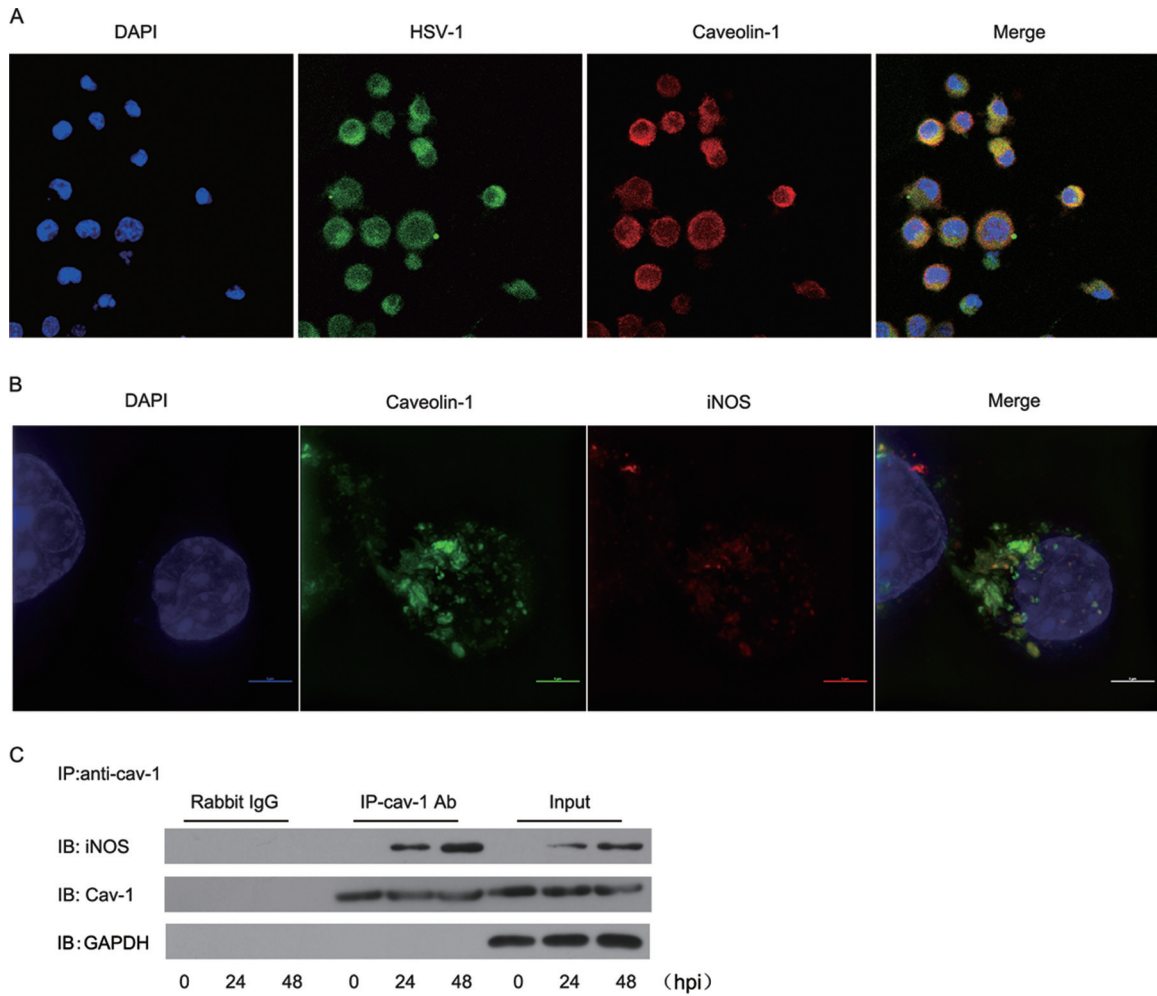 A
DAPI HSV-1 Caveolin-1 Merge
B
DAPI Caveolin-1 iNOS Merge
C
IP:anti-cav-1
Rabbit IgG IP-cav-1 Ab Input
IB: iNOS
IB: Cav-1
IB:GAPDH
0 24 48 0 24 48 0 24 48 (hpi)